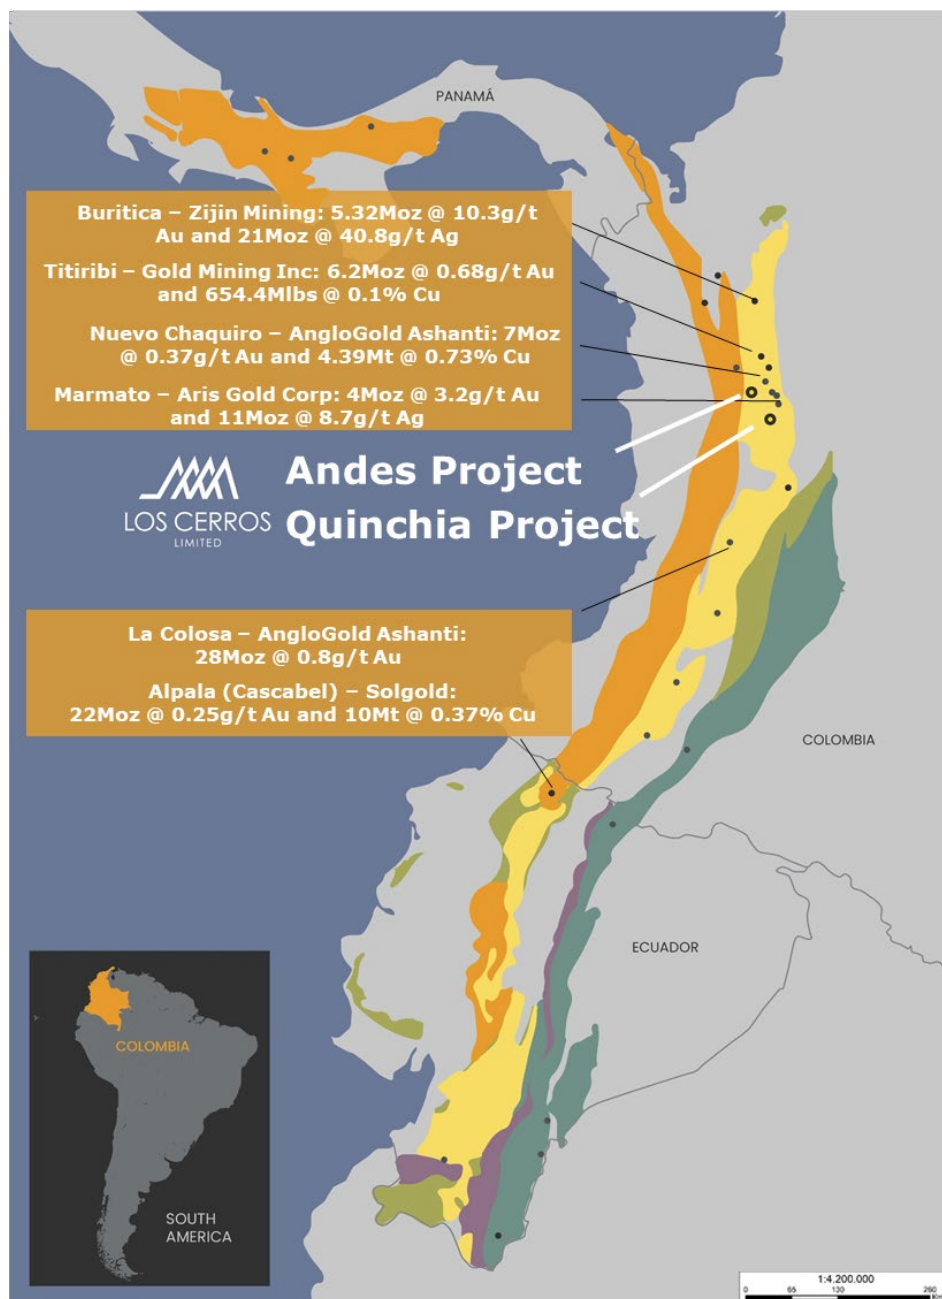 PANAMÁ
Buritica – Zijin Mining: 5.32Moz @ 10.3g/t
Au and 21Moz @ 40.8g/t Ag
Titiribi – Gold Mining Inc: 6.2Moz @ 0.68g/t Au
and 654.4Mlbs @ 0.1% Cu
Nuevo Chaquiro – AngloGold Ashanti: 7Moz
@ 0.37g/t Au and 4.39Mt @ 0.73% Cu
Marmato – Aris Gold Corp: 4Moz @ 3.2g/t Au
and 11Moz @ 8.7g/t Ag
LOS CERROS
LIMITED
Andes Project
Quinchia Project
La Colosa – AngloGold Ashanti:
28Moz @ 0.8g/t Au
Alpala (Cascabel) – Solgold:
22Moz @ 0.25g/t Au and 10Mt @ 0.37% Cu
COLOMBIA
ECUADOR
COLOMBIA
SOUTH
AMERICA
1:4.200.000
0 65 130 260